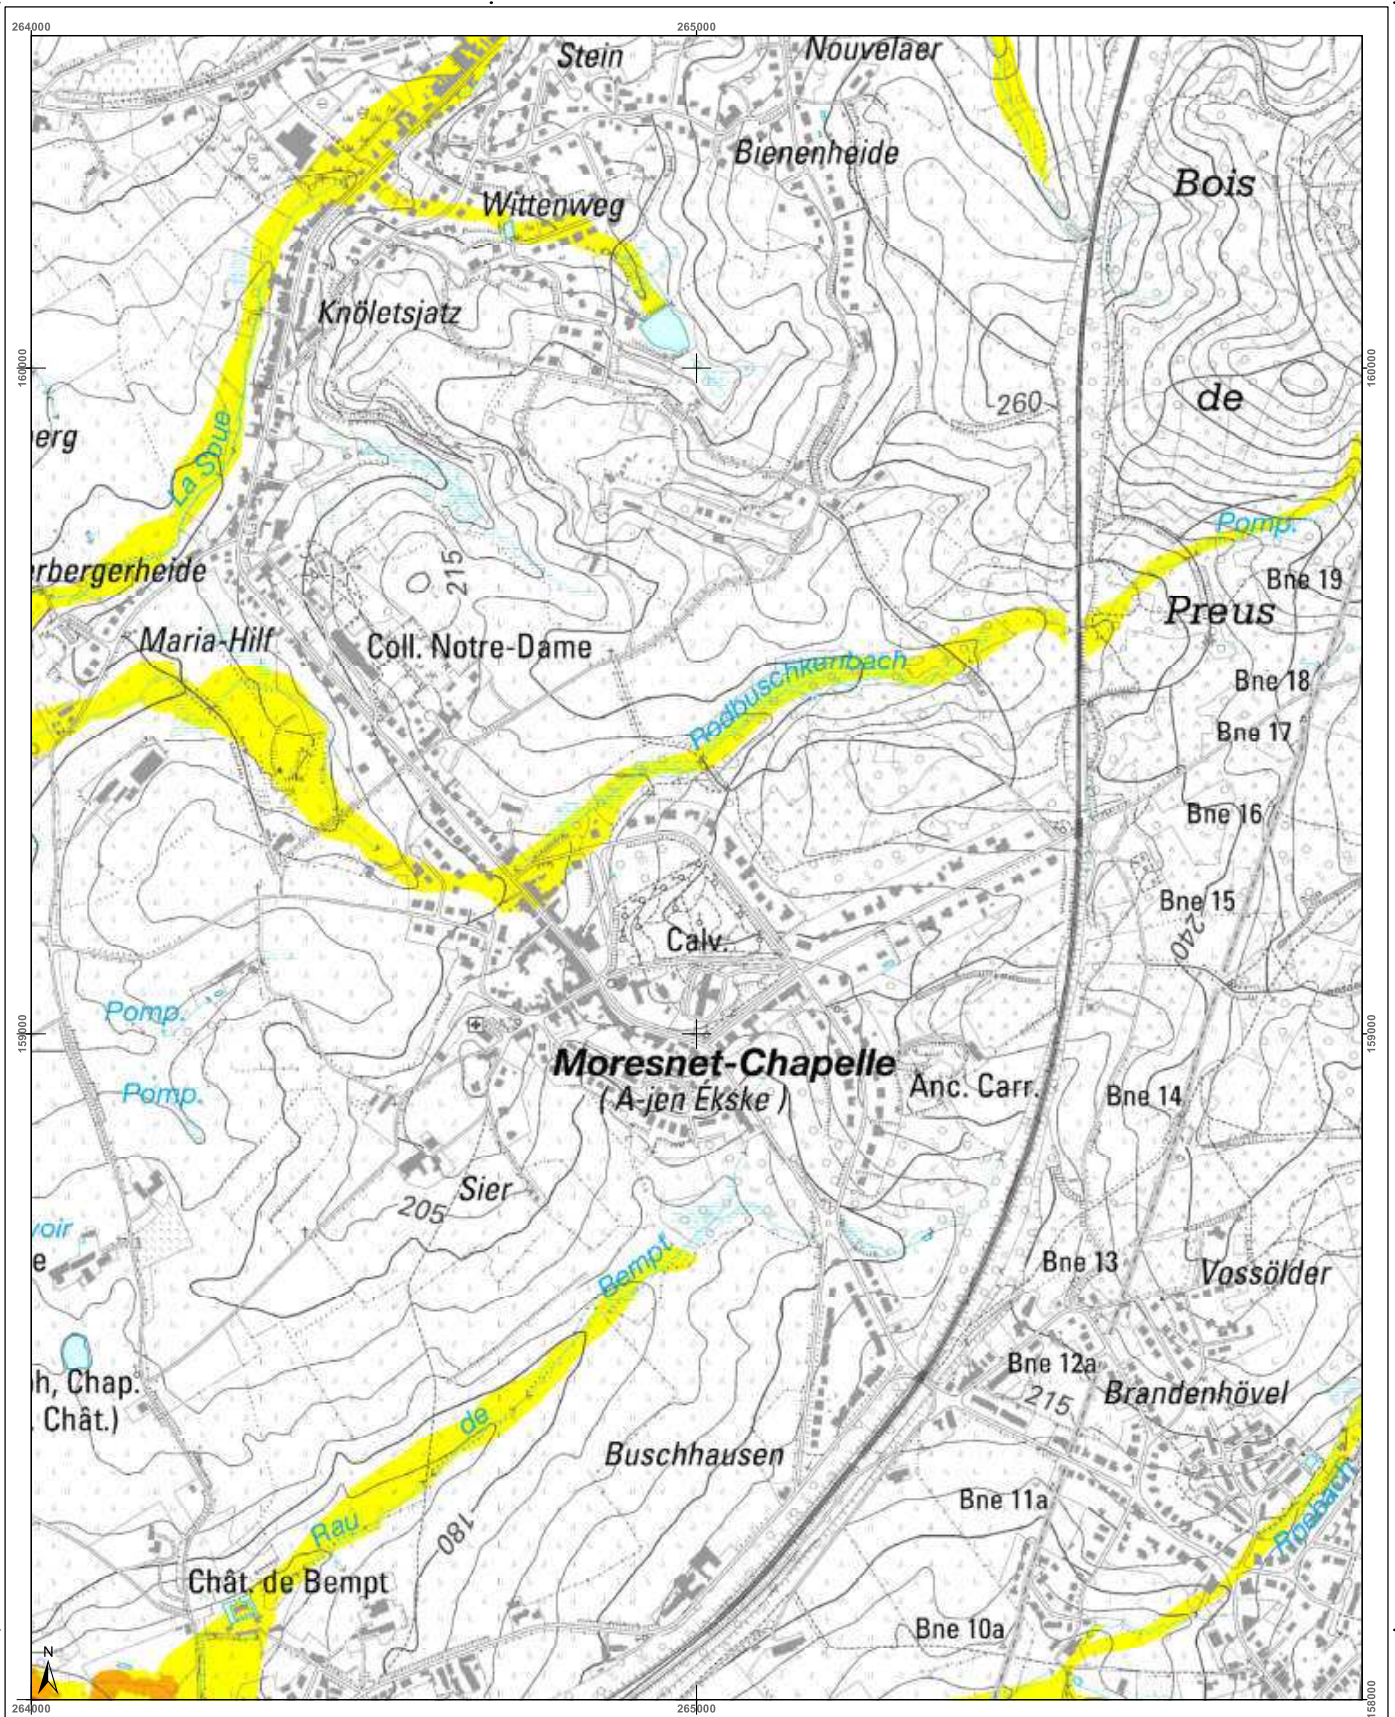 264000
265000
Stein
Nouvelaer
Bienenheide
Bois
Wittenweg
Knöletsjatz
160000
160000
260
de
erg
La Soue
Pomp.
erbergerheide
215
Bne 19
Preus
Maria-Hilf
Coll. Notre-Dame
Rodbuschkenbach
Bne 18
Bne 17
Bne 16
Bne 15
Calv.
240
Pomp.
159000
159000
Moresnet-Chapelle
( A-jen Ékske )
Anc. Carr.
Bne 14
Pomp.
Sier
205
voir
e
Bempt
Bne 13
Vossölder
h, Chap.
. Chât.)
Bne 12a
215
Brandenhövel
de
Buschhausen
Rau
180
Bne 11a
Roebach
Chât. de Bempt
Bne 10a
N
158000
264000
265000